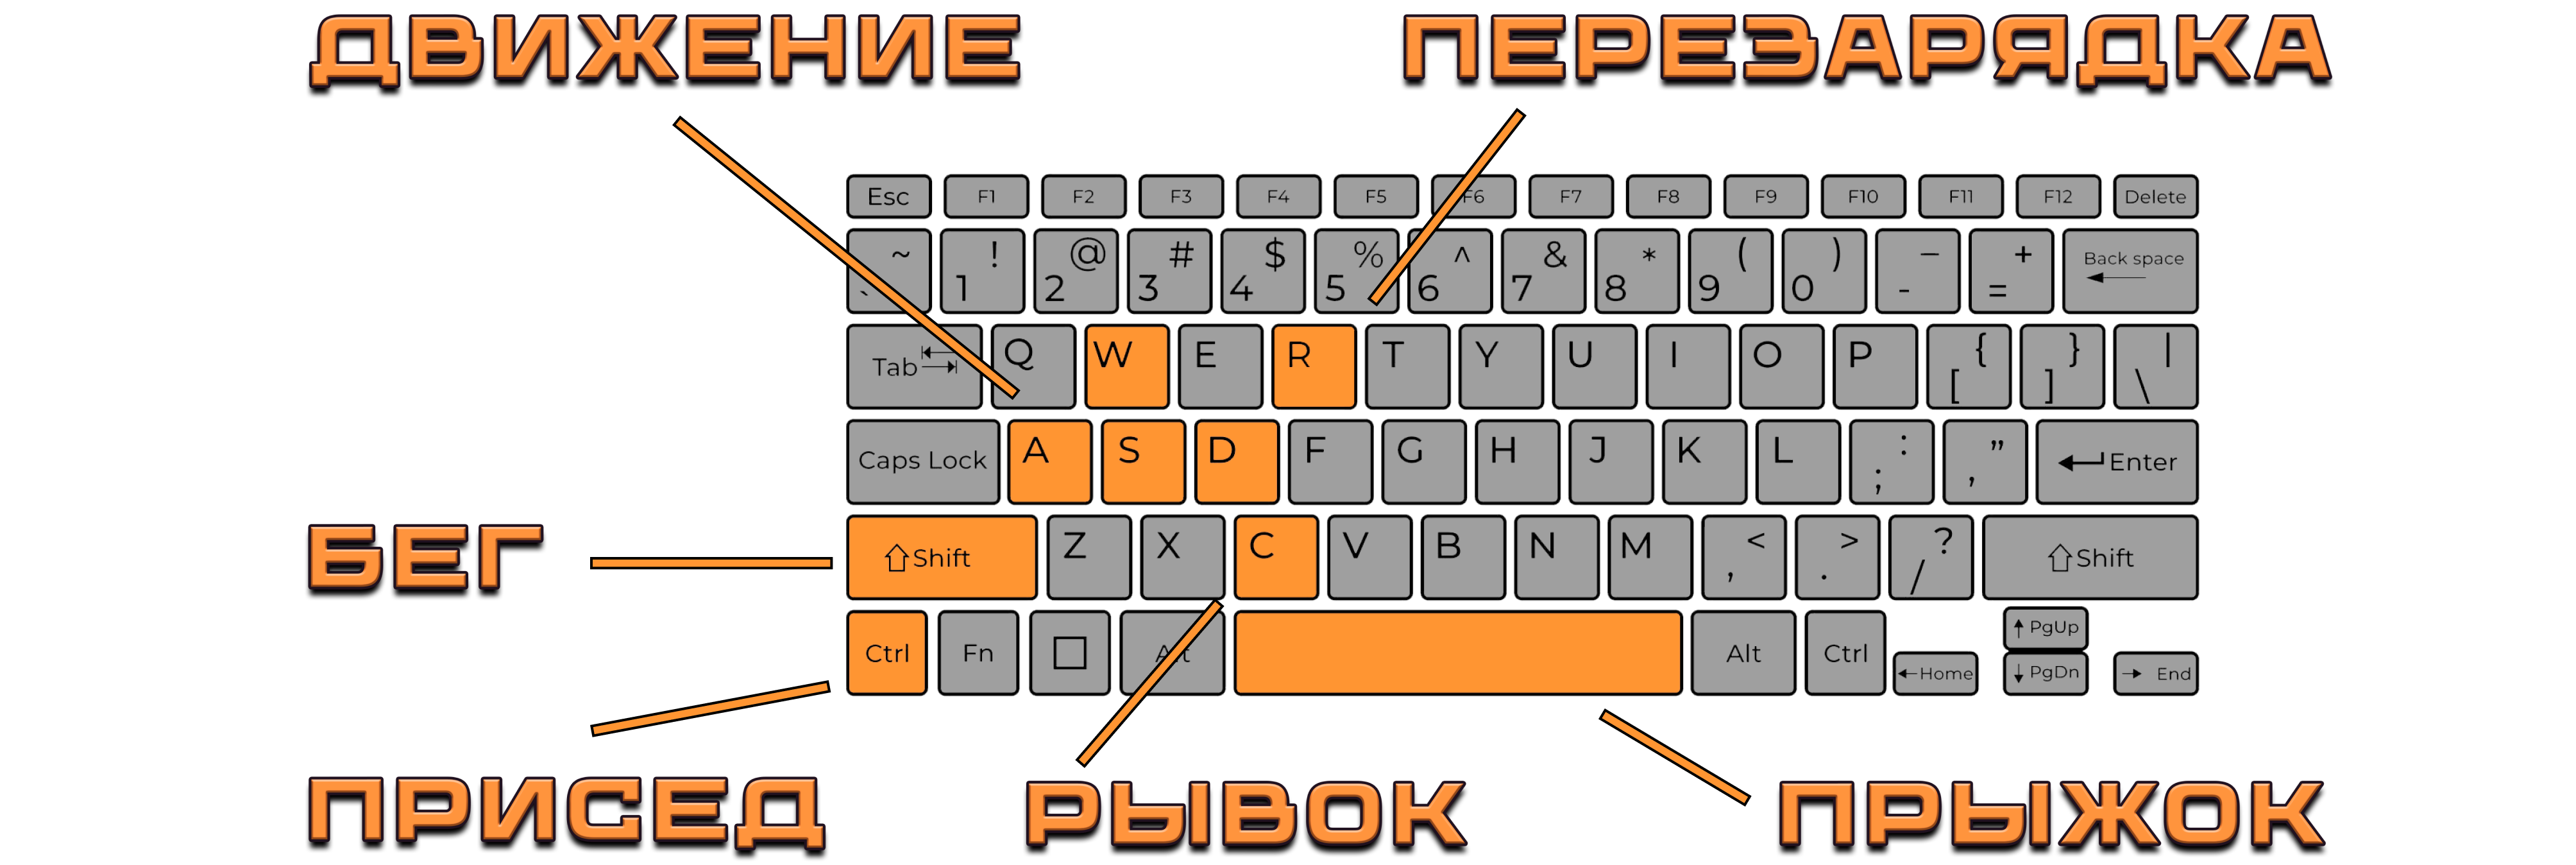 ДВИЖЕНИЕ ПЕРЕЗАРЯДКА
Esc F1 F2 F3 F4 F5 F6 F7 F8 F9 F10 F11 F12 Delete
~ ` ! 1 @ 2 # 3 $ 4 % 5 ^ 6 & 7 * 8 ( 9 ) 0 _ - + = Back space
Tab Q W E R T Y U I O P { [ } ] | \
Caps Lock A S D F G H J K L : ; " , Enter
БЕГ Shift Z X C V B N M < , > . ? / Shift
Ctrl Fn Alt Alt Ctrl Home PgUp PgDn End
ПРИСЕД РЫВОК ПРЫЖОК